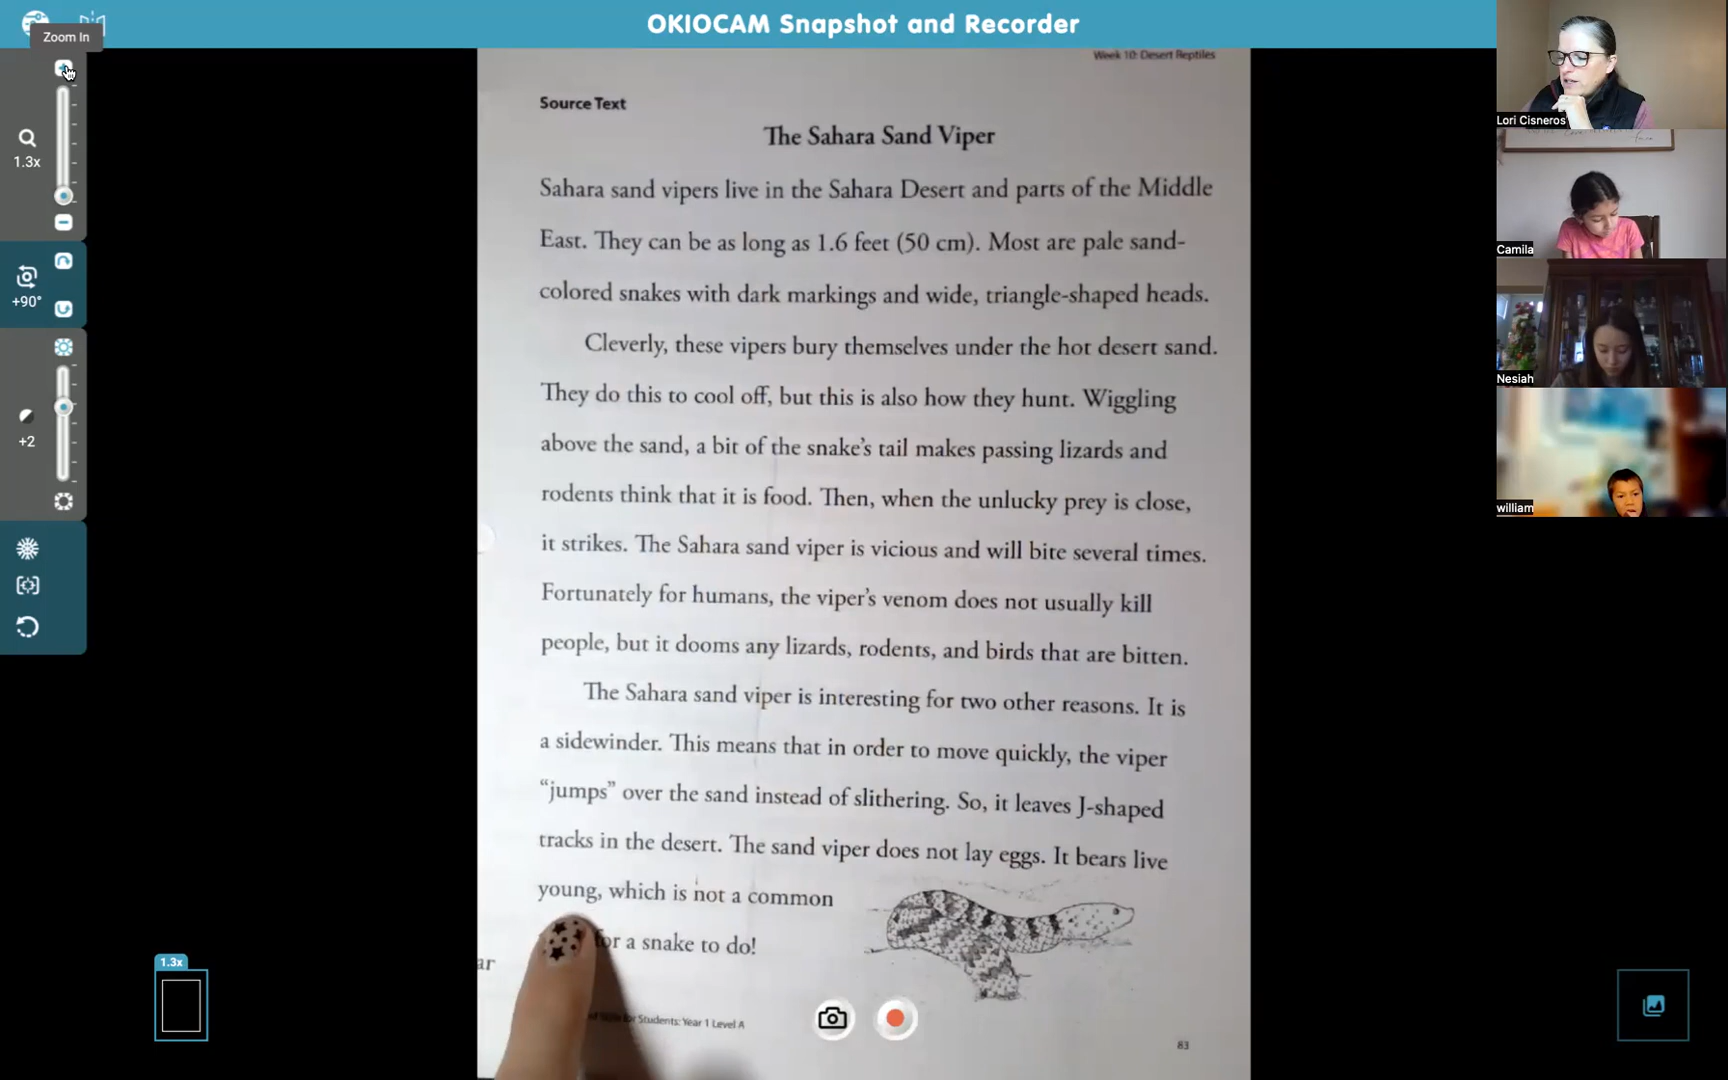 OKIOCAM Snapshot and Recorder
Zoom In
1.3x
+90°
+2
Week 10: Desert Reptiles
Source Text
The Sahara Sand Viper
Sahara sand vipers live in the Sahara Desert and parts of the Middle
East. They can be as long as 1.6 feet (50 cm). Most are pale sand-
colored snakes with dark markings and wide, triangle-shaped heads.
Cleverly, these vipers bury themselves under the hot desert sand.
They do this to cool off, but this is also how they hunt. Wiggling
above the sand, a bit of the snake's tail makes passing lizards and
rodents think that it is food. Then, when the unlucky prey is close,
it strikes. The Sahara sand viper is vicious and will bite several times.
Fortunately for humans, the viper's venom does not usually kill
people, but it dooms any lizards, rodents, and birds that are bitten.
The Sahara sand viper is interesting for two other reasons. It is
a sidewinder. This means that in order to move quickly, the viper
“jumps” over the sand instead of slithering. So, it leaves J-shaped
tracks in the desert. The sand viper does not lay eggs. It bears live
young, which is not a common
for a snake to do!
ar
for Students: Year 1 Level A
83
1.3x
Lori Cisneros
Camila
Nesiah
william